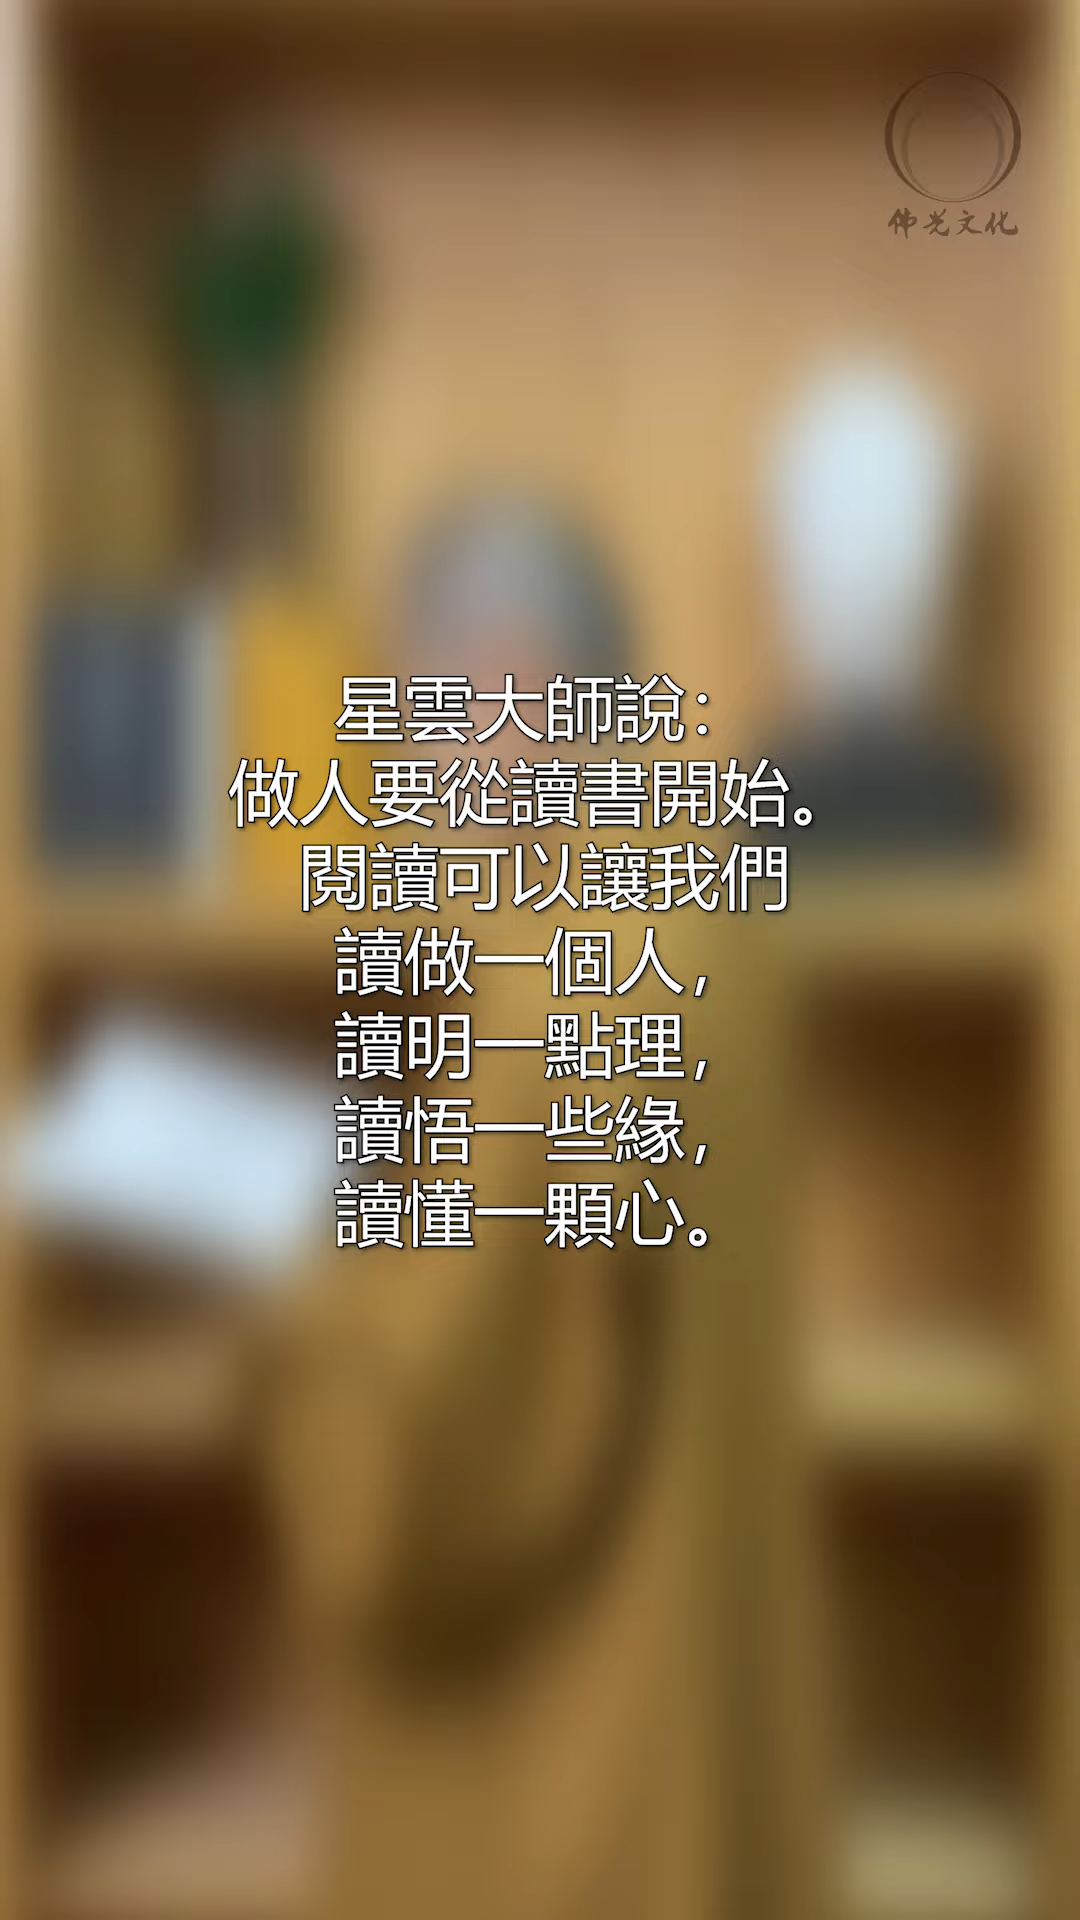 佛光文化
星雲大師說：
做人要從讀書開始。
閱讀可以讓我們
讀做一個人，
讀明一點理，
讀悟一些緣，
讀懂一顆心。